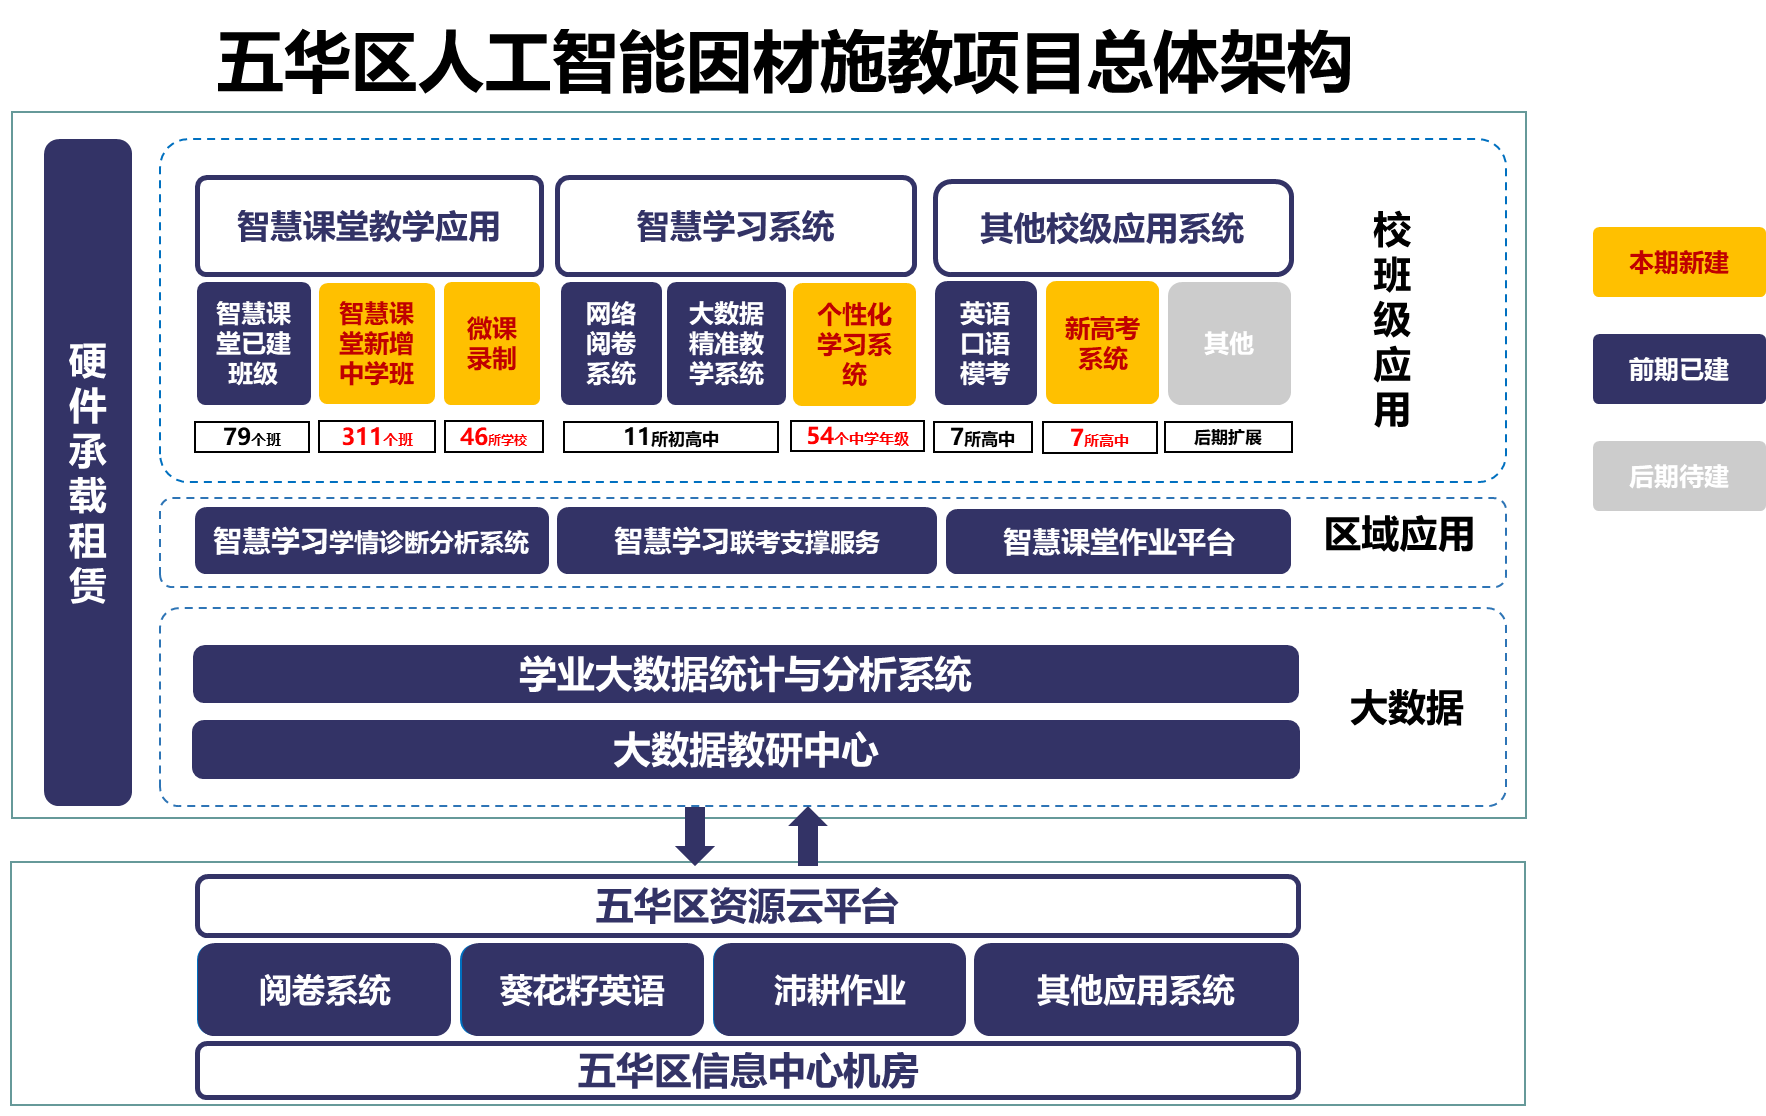 五华区人工智能因材施教项目总体架构
硬
件
承
载
租
赁
智慧课堂教学应用
智慧学习系统
其他校级应用系统
智慧课
堂已建
班级
智慧课
堂新增
中学班
微课
录制
网络
阅卷
系统
大数据
精准教
学系统
个性化
学习系
统
英语
口语
模考
新高考
系统
其他
79个班
311个班
46所学校
11所初高中
54个中学年级
7所高中
7所高中
后期扩展
校
班
级
应
用
智慧学习学情诊断分析系统
智慧学习联考支撑服务
智慧课堂作业平台
区域应用
学业大数据统计与分析系统
大数据教研中心
大数据
五华区资源云平台
阅卷系统
葵花籽英语
沛耕作业
其他应用系统
五华区信息中心机房
本期新建
前期已建
后期待建